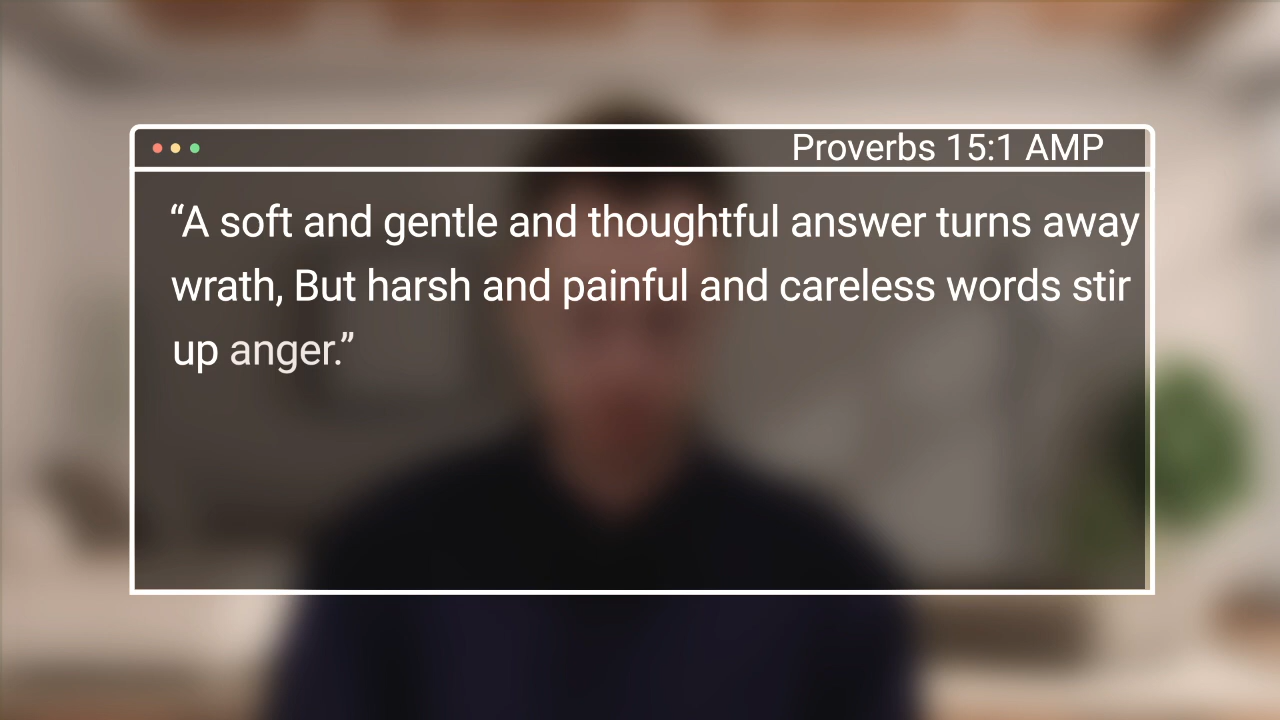 Proverbs 15:1 AMP
“A soft and gentle and thoughtful answer turns away
wrath, But harsh and painful and careless words stir
up anger.”